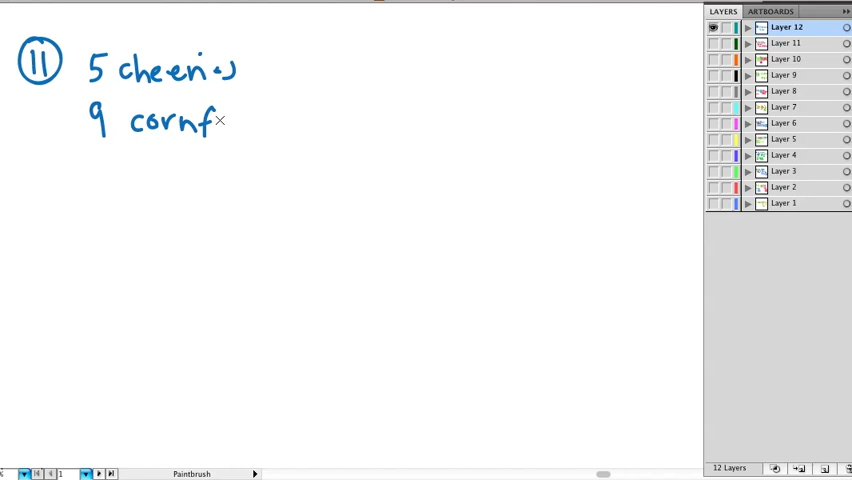 LAYERS ARTBOARDS
Layer 12
Layer 11
Layer 10
Layer 9
Layer 8
Layer 7
Layer 6
Layer 5
Layer 4
Layer 3
Layer 2
Layer 1
11 5 cheerios
9 cornf
% 1 Paintbrush
12 Layers